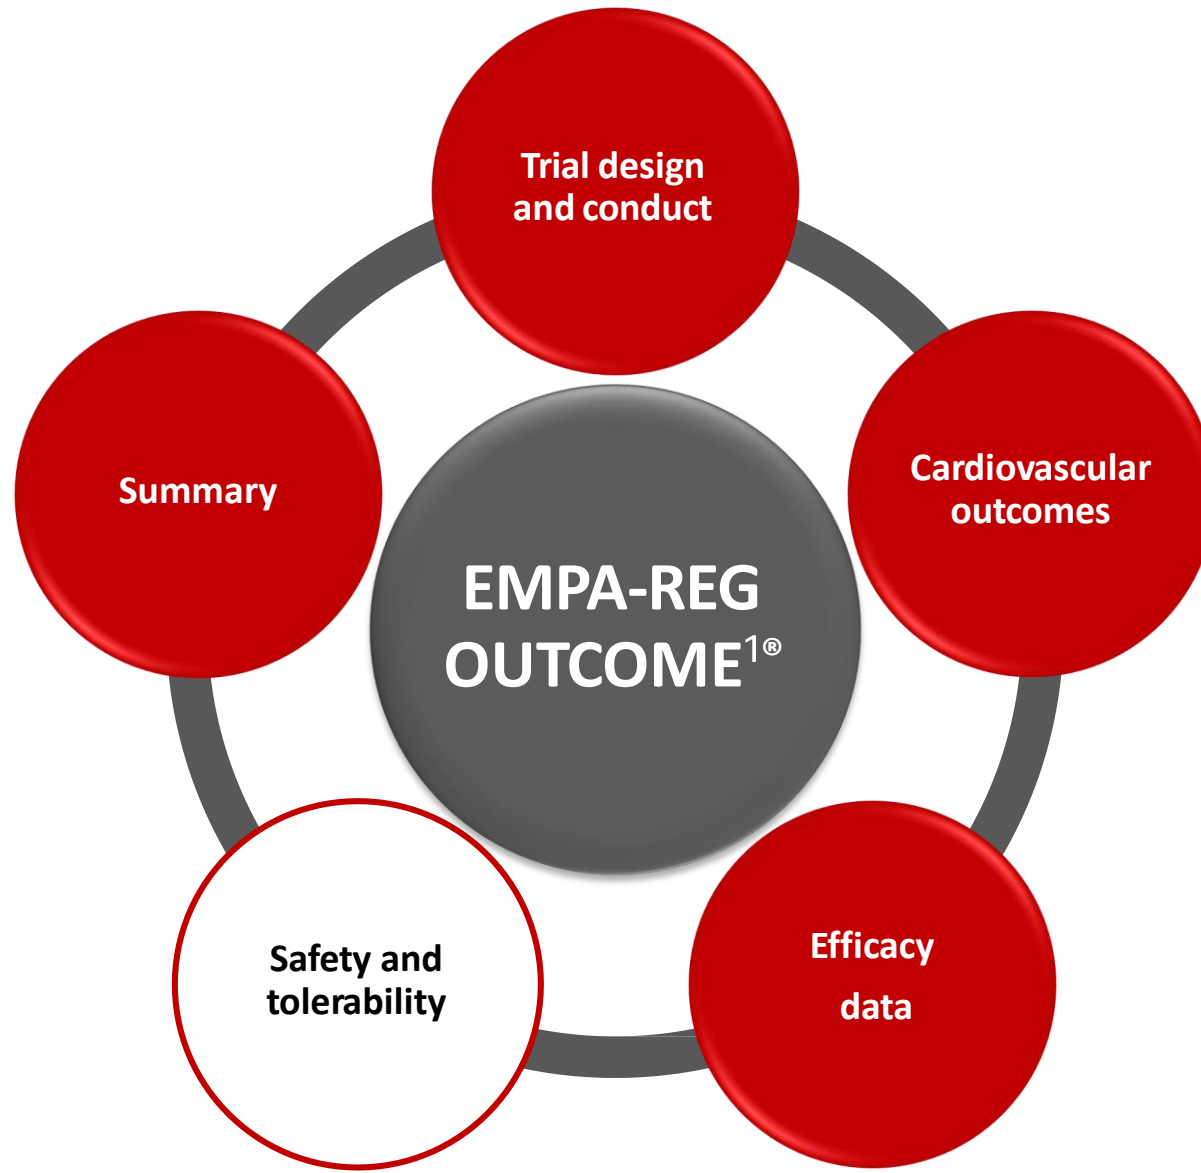 Trial design
and conduct
Cardiovascular
outcomes
Efficacy
data
Safety and
tolerability
Summary
EMPA-REG
OUTCOME¹®